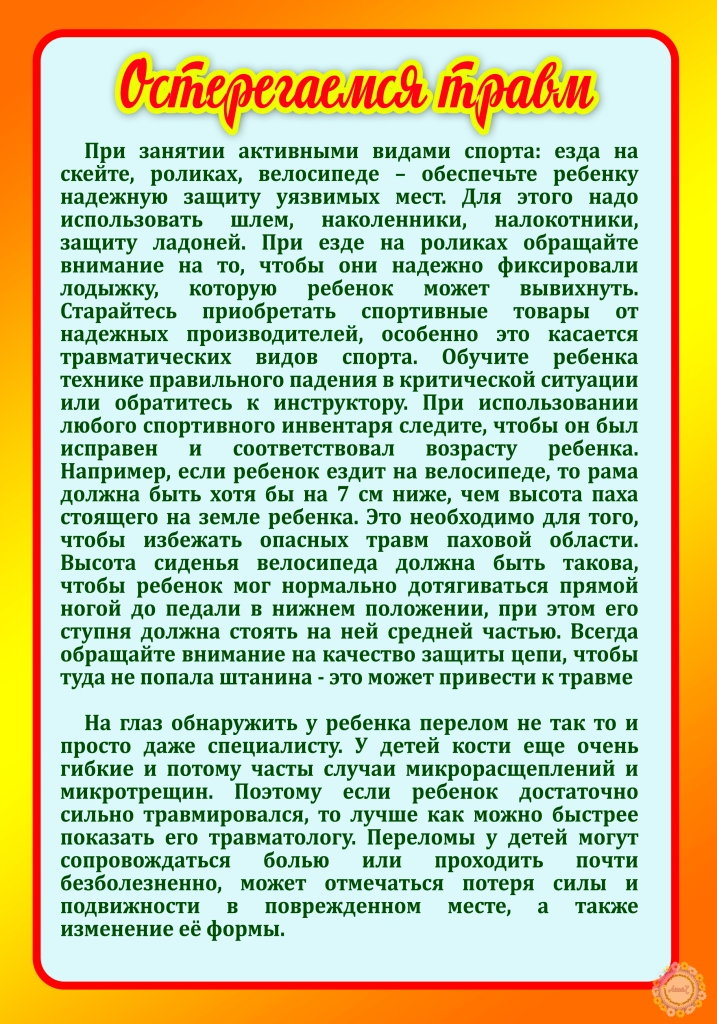 Остерегаемся травм
При занятии активными видами спорта: езда на
скейте, роликах, велосипеде – обеспечьте ребенку
надежную защиту уязвимых мест. Для этого надо
использовать шлем, наколенники, налокотники,
защиту ладоней. При езде на роликах обращайте
внимание на то, чтобы они надежно фиксировали
лодыжку, которую ребенок может вывихнуть.
Старайтесь приобретать спортивные товары от
надежных производителей, особенно это касается
травматических видов спорта. Обучите ребенка
технике правильного падения в критической ситуации
или обратитесь к инструктору. При использовании
любого спортивного инвентаря следите, чтобы он был
исправен и соответствовал возрасту ребенка.
Например, если ребенок ездит на велосипеде, то рама
должна быть хотя бы на 7 см ниже, чем высота паха
стоящего на земле ребенка. Это необходимо для того,
чтобы избежать опасных травм паховой области.
Высота сиденья велосипеда должна быть такова,
чтобы ребенок мог нормально дотягиваться прямой
ногой до педали в нижнем положении, при этом его
ступня должна стоять на ней средней частью. Всегда
обращайте внимание на качество защиты цепи, чтобы
туда не попала штанина - это может привести к травме
На глаз обнаружить у ребенка перелом не так то и
просто даже специалисту. У детей кости еще очень
гибкие и потому часты случаи микрорасщеплений и
микротрещин. Поэтому если ребенок достаточно
сильно травмировался, то лучше как можно быстрее
показать его травматологу. Переломы у детей могут
сопровождаться болью или проходить почти
безболезненно, может отмечаться потеря силы и
подвижности в поврежденном месте, а также
изменение её формы.